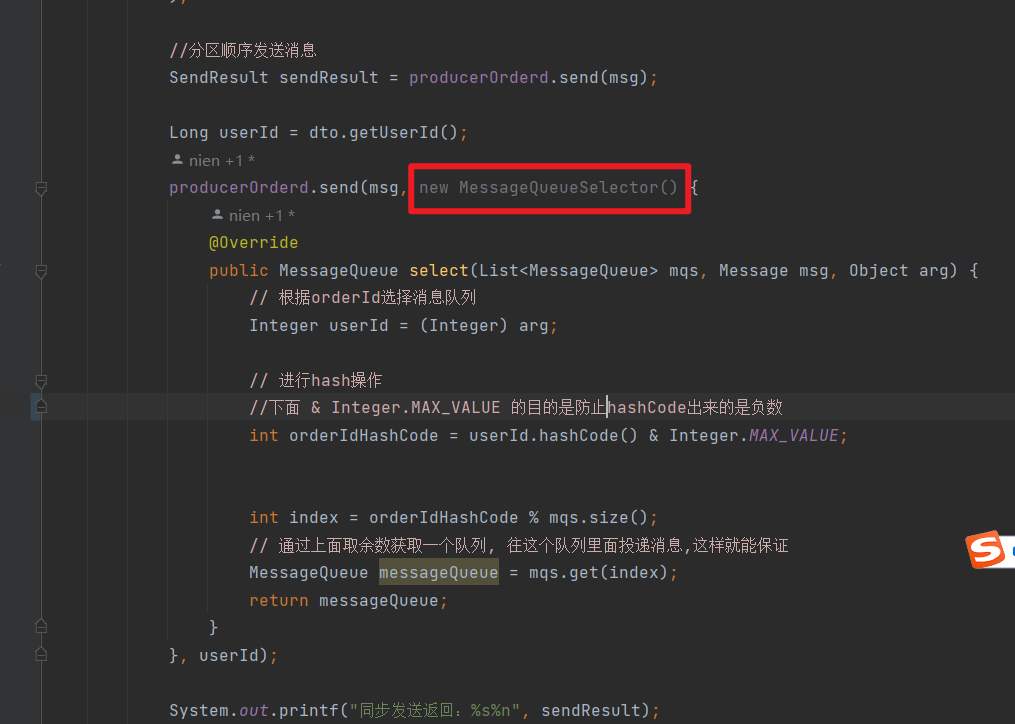 //分区顺序发送消息
SendResult sendResult = producerOrderd.send(msg);
Long userId = dto.getUserId();
nien +1 *
producerOrderd.send(msg, new MessageQueueSelector() {
nien +1 *
@Override
public MessageQueue select(List<MessageQueue> mqs, Message msg, Object arg) {
// 根据orderId选择消息队列
Integer userId = (Integer) arg;
// 进行hash操作
//下面 & Integer.MAX_VALUE 的目的是防止hashCode出来的是负数
int orderIdHashCode = userId.hashCode() & Integer.MAX_VALUE;
int index = orderIdHashCode % mqs.size();
// 通过上面取余数获取一个队列, 往这个队列里面投递消息,这样就能保证
MessageQueue messageQueue = mqs.get(index);
return messageQueue;
}
}, userId);
System.out.printf("同步发送返回: %s%n", sendResult);